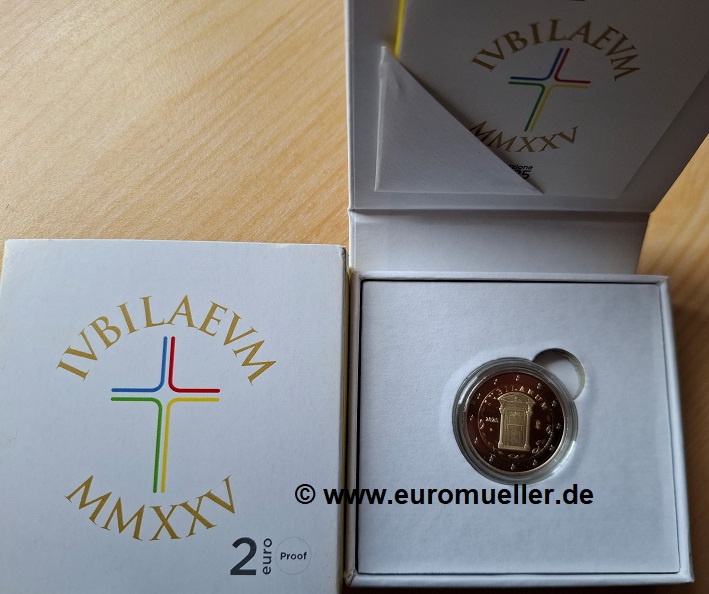 IVBILAEVM
MMXXV
IVBILAEVM
MMXXV
2 euro Proof
© www.euromueller.de